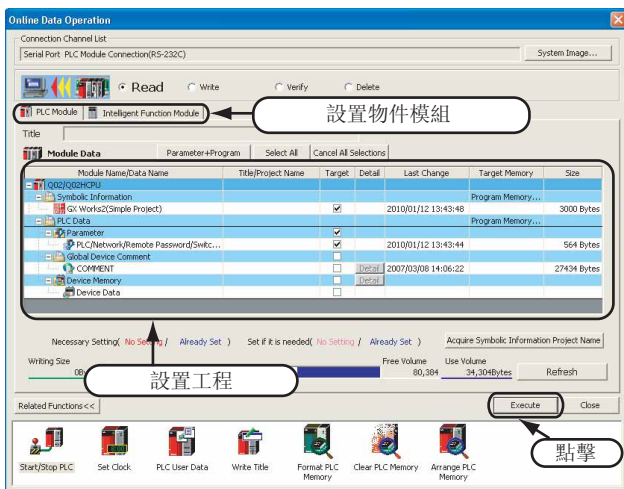 Online Data Operation
Connection Channel List
Serial Port PLC Module Connection(RS-232C)
System Image...
Read
Write
Verify
Delete
PLC Module
Intelligent Function Module
設置物件模組
Title
Module Data
Parameter+Program
Select All
Cancel All Selections
Module Name/Data Name
Title/Project Name
Target
Detail
Last Change
Target Memory
Size
Q02/Q02HCPU
Symbolic Information
Program Memory...
GX Works2(Simple Project)
2010/01/12 13:43:48
3000 Bytes
PLC Data
Program Memory...
Parameter
PLC/Network/Remote Password/Switc...
2010/01/12 13:43:44
564 Bytes
Global Device Comment
COMMENT
Detail
2007/03/08 14:06:22
27434 Bytes
Device Memory
Detail
Device Data
Necessary Setting( No Setting / Already Set )
Set if it is needed( No Setting / Already Set )
Acquire Symbolic Information Project Name
Writing Size
Free Volume
Use Volume
80,384
34,304Bytes
Refresh
設置工程
Related Functions<<
Execute
Close
點擊
Start/Stop PLC
Set Clock
PLC User Data
Write Title
Format PLC Memory
Clear PLC Memory
Arrange PLC Memory